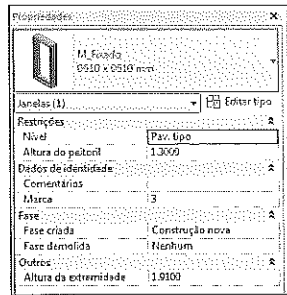 Propriedades
M_Fixado
0610 x 0610 mm
Janelas (1) Editar tipo
Restrições
Nível Pav. tipo
Altura do peitoril 1.3000
Dados de identidade
Comentários
Marca 3
Fase
Fase criada Construção nova
Fase demolida Nenhum
Outros
Altura da extremidade 1.9100